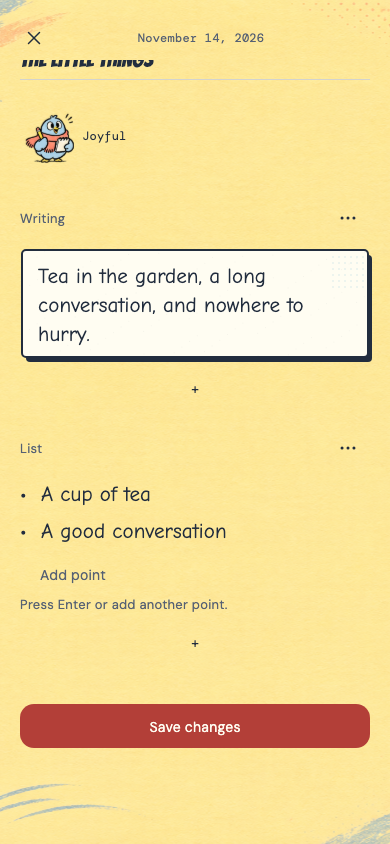 November 14, 2026
THE LITTLE THINGS
Joyful
Writing
Tea in the garden, a long
conversation, and nowhere to
hurry.
+
List
• A cup of tea
• A good conversation
Add point
Press Enter or add another point.
+
Save changes